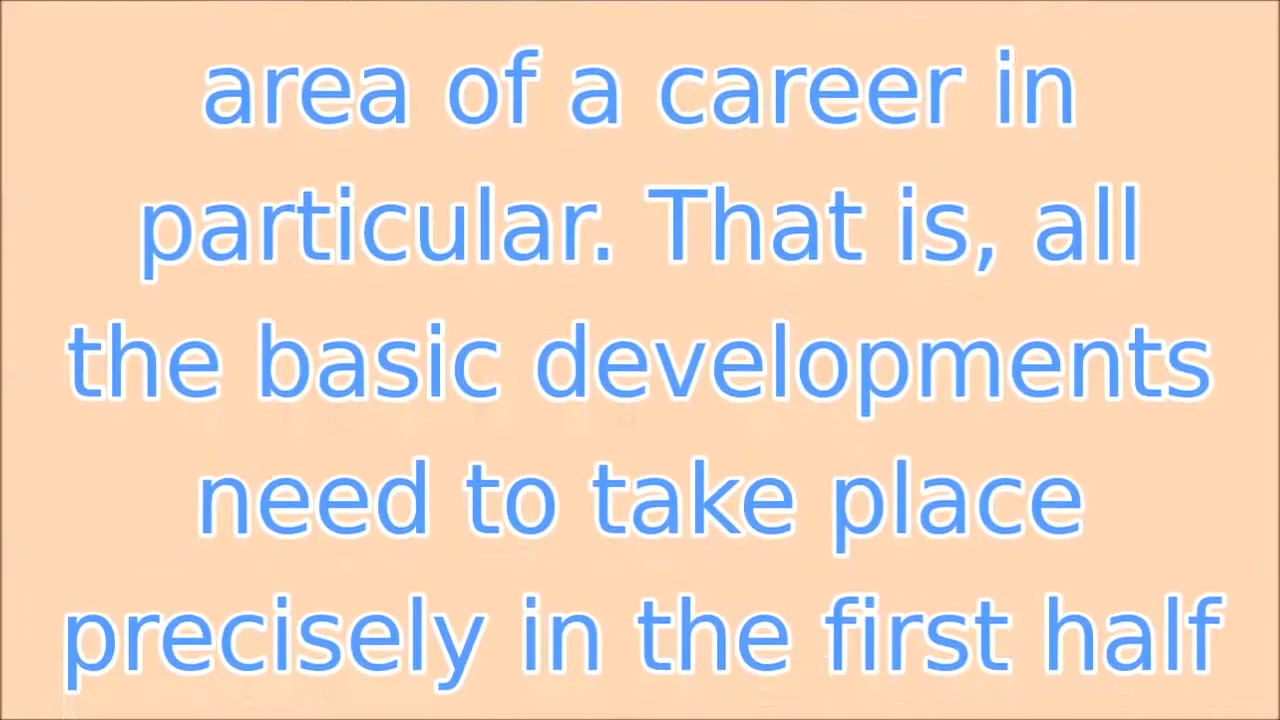 area of a career in
particular. That is, all
the basic developments
need to take place
precisely in the first half